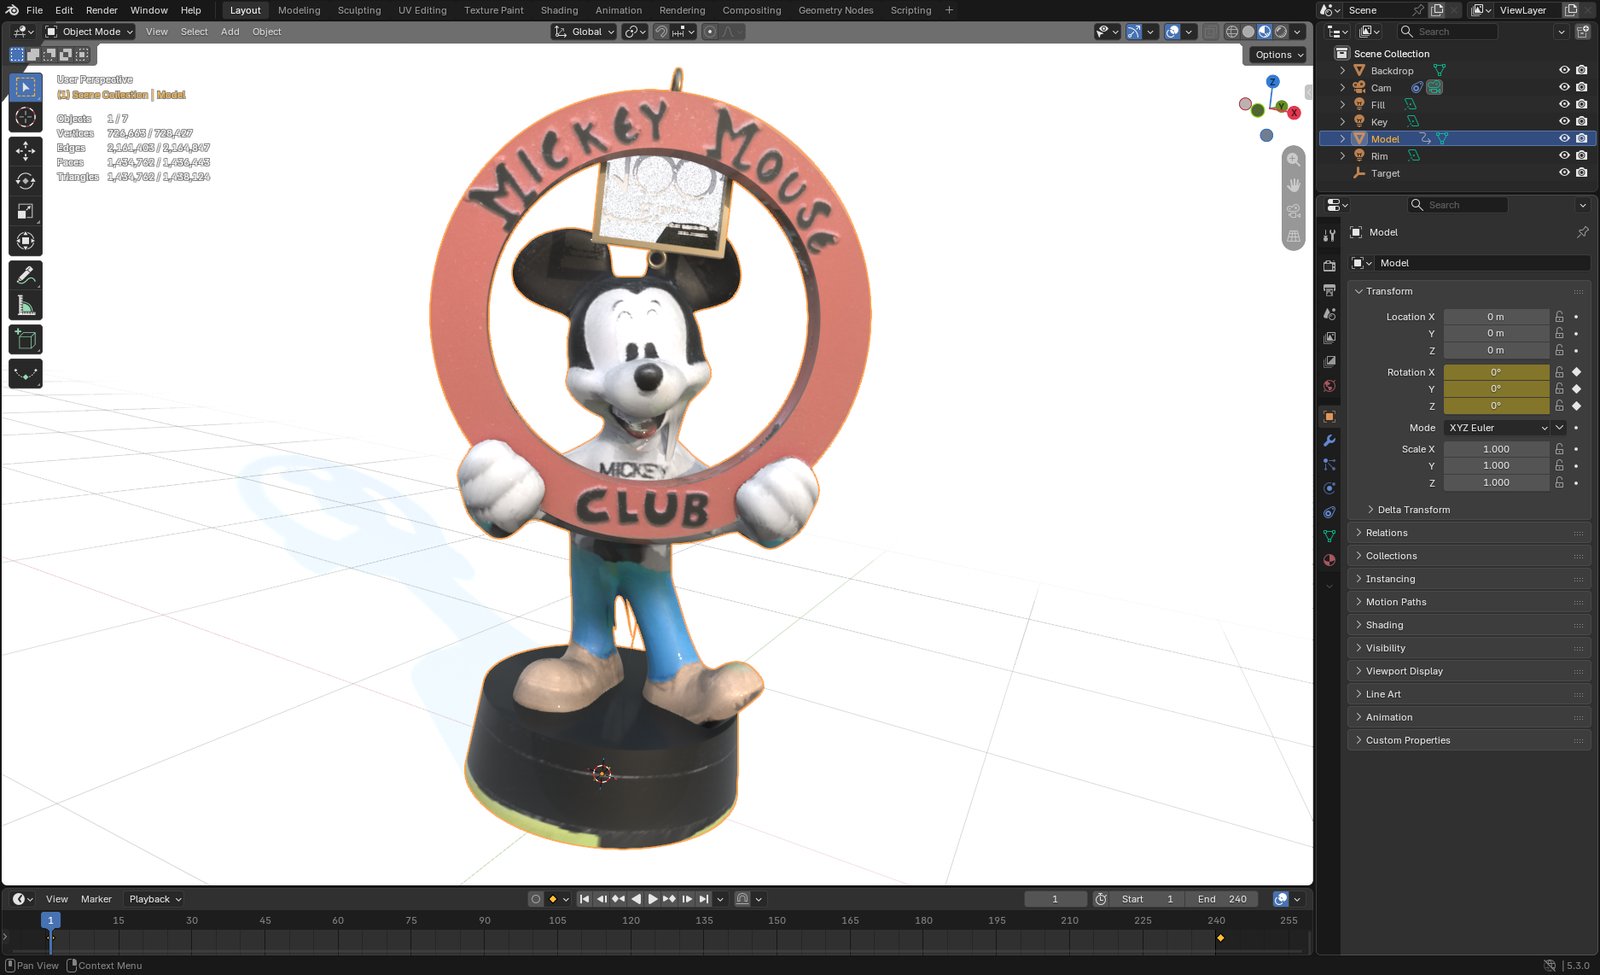 File Edit Render Window Help Layout Modeling Sculpting UV Editing Texture Paint Shading Animation Rendering Compositing Geometry Nodes Scripting + Scene ViewLayer
Object Mode View Select Add Object Global Search
Options
User Perspective
(1) Scene Collection | Model
Objects 1 / 7
Vertices 726,663 / 728,427
Edges 2,161,403 / 2,164,847
Faces 1,434,762 / 1,436,443
Triangles 1,434,762 / 1,438,124
Z
Y
X
MICKEY MOUSE
MICKEY
CLUB
Scene Collection
Backdrop
Cam
Fill
Key
Model
Rim
Target
Search
Model
Model
Transform
Location X 0 m
Y 0 m
Z 0 m
Rotation X 0°
Y 0°
Z 0°
Mode XYZ Euler
Scale X 1.000
Y 1.000
Z 1.000
Delta Transform
Relations
Collections
Instancing
Motion Paths
Shading
Visibility
Viewport Display
Line Art
Animation
Custom Properties
View Marker Playback 1 Start 1 End 240
1 15 30 45 60 75 90 105 120 135 150 165 180 195 210 225 240 255
Pan View Context Menu 5.3.0